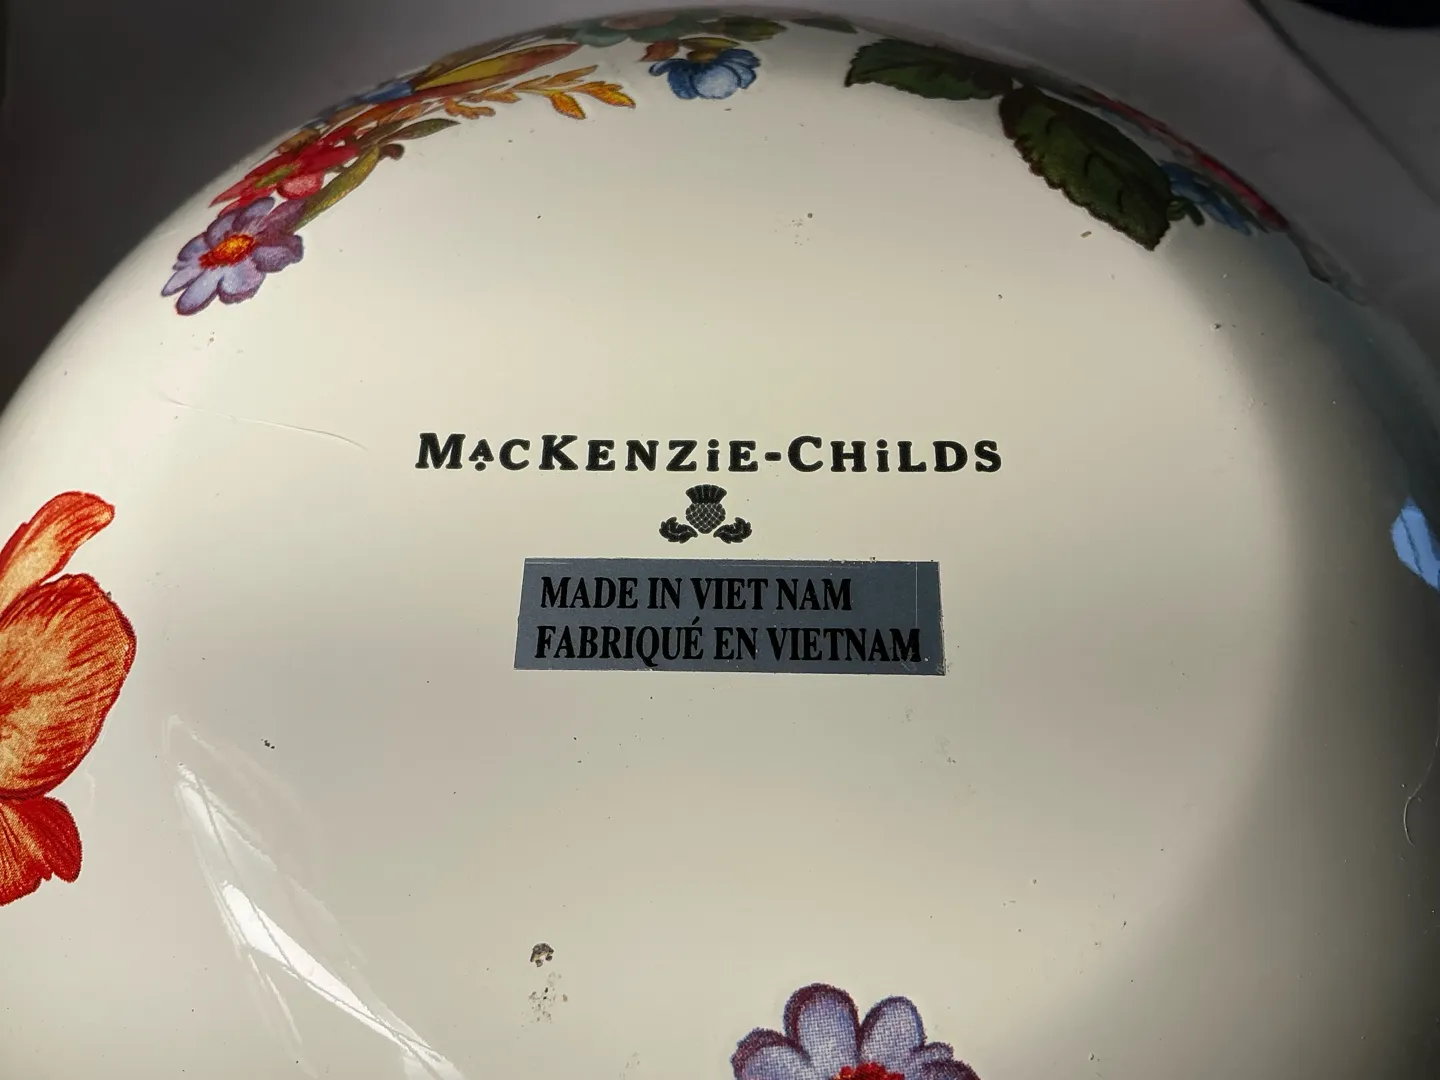 MACKENZiE-CHiLDS
MADE IN VIET NAM
FABRIQUÉ EN VIETNAM